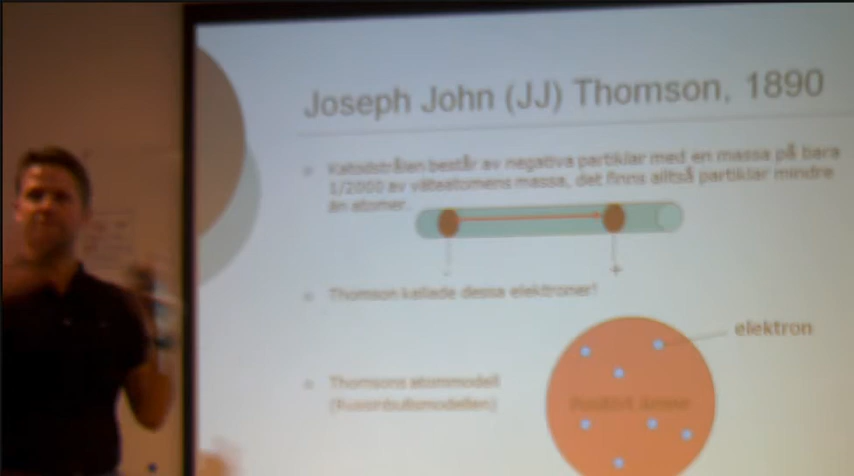 Joseph John (JJ) Thomson, 1890
Katodstrålen består av negativa partiklar med en massa på bara
1/2000 av väteatomens massa, det finns alltså partiklar mindre
än atomer.
- +
Thomson kallade dessa elektroner!
elektron
Thomsons atommodell
(Russinbullsmodellen)